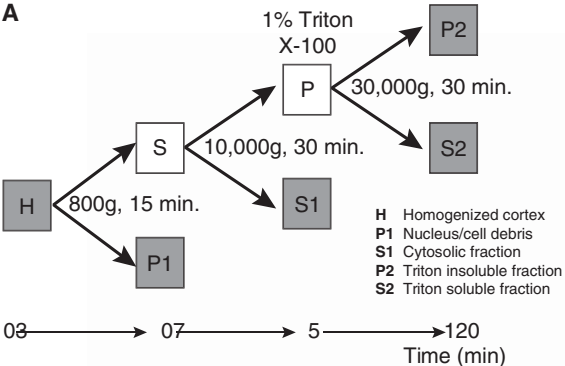 A
1% Triton
X-100
P2
P
30,000g, 30 min.
S
10,000g, 30 min.
S2
H
800g, 15 min.
S1
P1
H Homogenized cortex
P1 Nucleus/cell debris
S1 Cytosolic fraction
P2 Triton insoluble fraction
S2 Triton soluble fraction
03 07 5 120
Time (min)